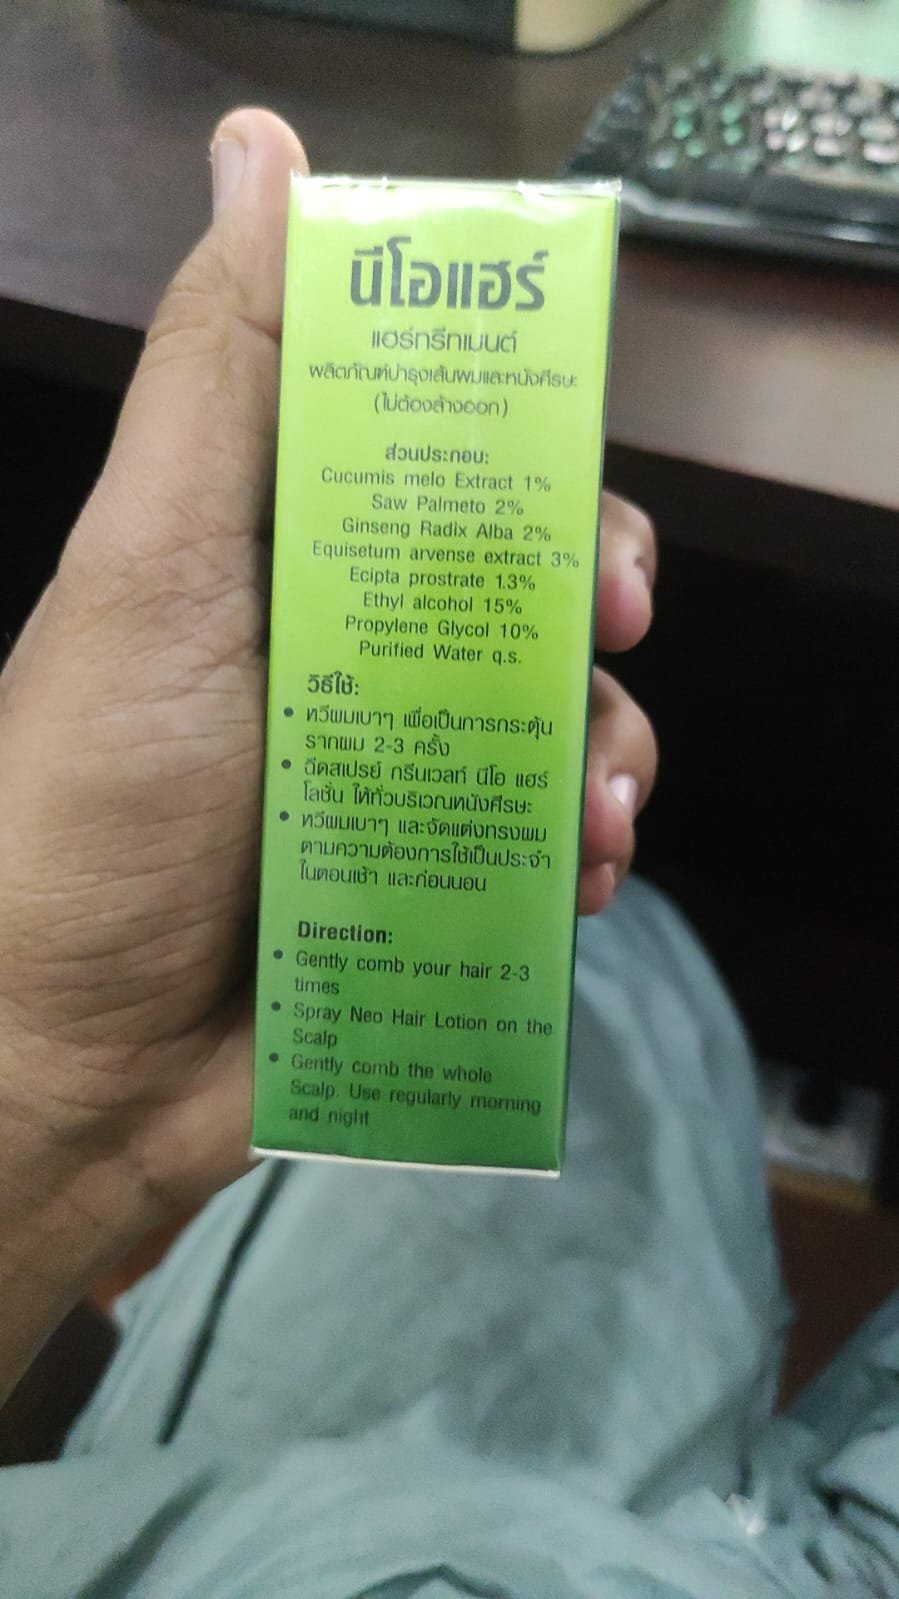 นีโอแฮร์
แฮร์ทรีทเมนต์
ผลิตภัณฑ์บำรุงเส้นผมและหนังศีรษะ
(ไม่ต้องล้างออก)
ส่วนประกอบ:
Cucumis melo Extract 1%
Saw Palmeto 2%
Ginseng Radix Alba 2%
Equisetum arvense extract 3%
Ecipta prostrate 1.3%
Ethyl alcohol 15%
Propylene Glycol 10%
Purified Water q.s.
วิธีใช้:
• หวีผมเบาๆ เพื่อเป็นการกระตุ้น
รากผม 2-3 ครั้ง
• ฉีดสเปรย์ กรีนเวลท์ นีโอ แฮร์
โลชั่น ให้ทั่วบริเวณหนังศีรษะ
• หวีผมเบาๆ และจัดแต่งทรงผม
ตามความต้องการใช้เป็นประจำ
ในตอนเช้า และก่อนนอน
Direction:
• Gently comb your hair 2-3
times
• Spray Neo Hair Lotion on the
Scalp
• Gently comb the whole
Scalp. Use regularly morning
and night